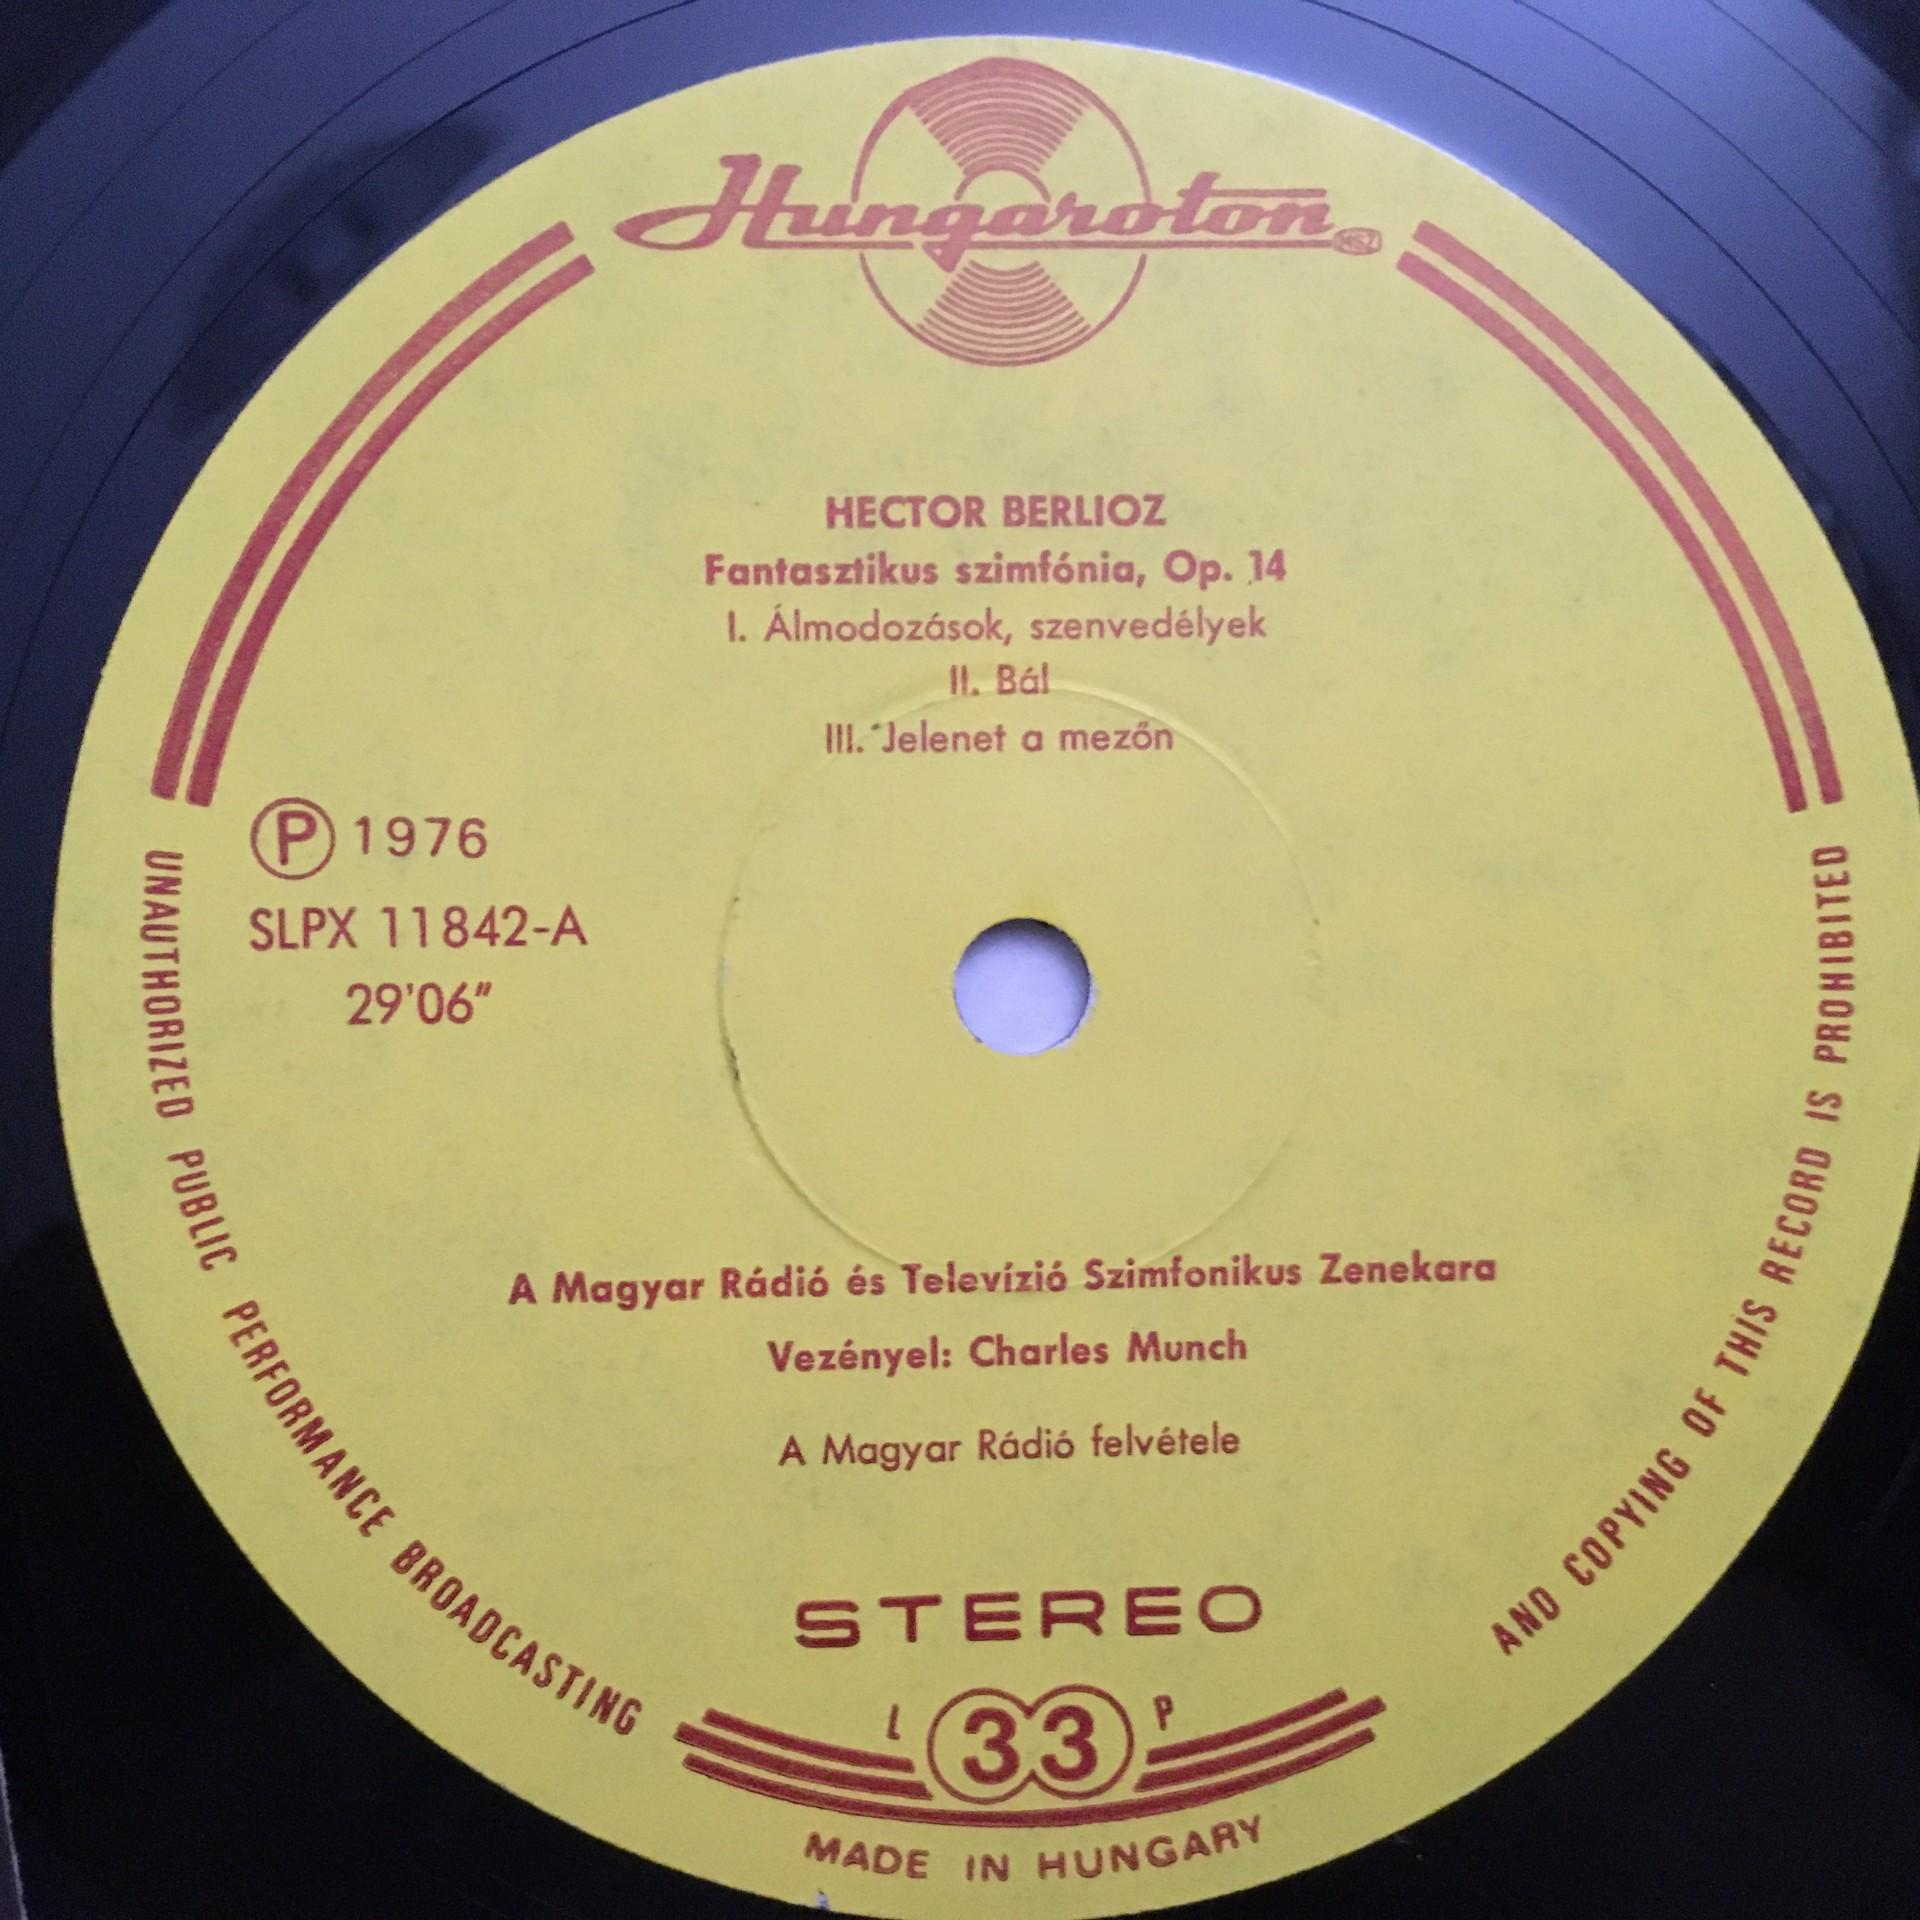 Hungaroton
HECTOR BERLIOZ
Fantasztikus szimfónia, Op. 14
I. Álmodozások, szenvedélyek
II. Bál
III. Jelenet a mezőn
Ⓟ 1976
SLPX 11842-A
29'06"
A Magyar Rádió és Televízió Szimfonikus Zenekara
Vezényel: Charles Munch
A Magyar Rádió felvétele
STEREO
L 33 P
MADE IN HUNGARY
UNAUTHORIZED PUBLIC PERFORMANCE BROADCASTING AND COPYING OF THIS RECORD IS PROHIBITED